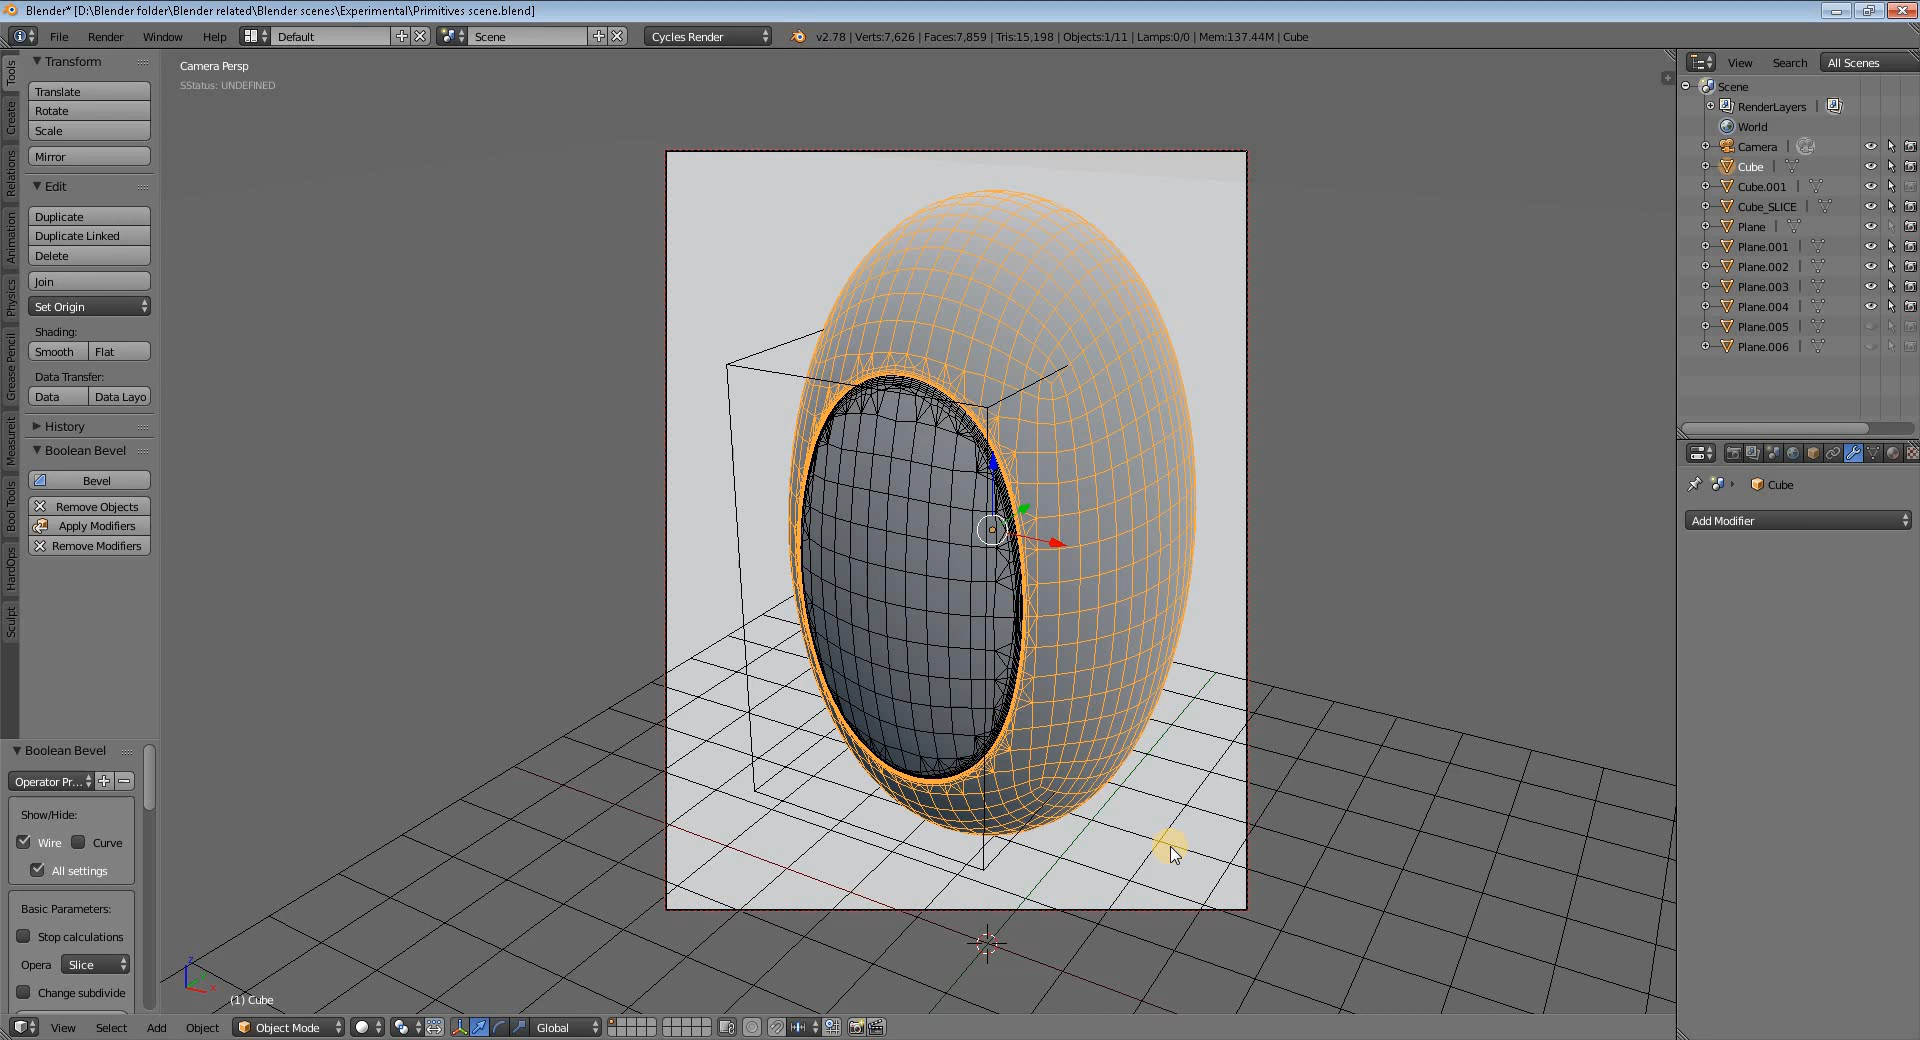 Blender* [D:\Blender folder\Blender related\Blender scenes\Experimental\Primitives scene.blend]
File Render Window Help Default Scene Cycles Render v2.78 | Verts:7,626 | Faces:7,859 | Tris:15,198 | Objects:1/11 | Lamps:0/0 | Mem:137.44M | Cube
Tools
Create
Relations
Animation
Physics
Grease Pencil
Measureit
Bool Tools
HardOps
Sculpt
Transform
Translate
Rotate
Scale
Mirror
Edit
Duplicate
Duplicate Linked
Delete
Join
Set Origin
Shading:
Smooth Flat
Data Transfer:
Data Data Layo
History
Boolean Bevel
Bevel
Remove Objects
Apply Modifiers
Remove Modifiers
Boolean Bevel
Operator Pr...
Show/Hide:
Wire Curve
All settings
Basic Parameters:
Stop calculations
Opera Slice
Change subdivide
Camera Persp
SStatus: UNDEFINED
z
x
(1) Cube
View Select Add Object Object Mode Global
View Search All Scenes
Scene
RenderLayers
World
Camera
Cube
Cube.001
Cube_SLICE
Plane
Plane.001
Plane.002
Plane.003
Plane.004
Plane.005
Plane.006
Cube
Add Modifier